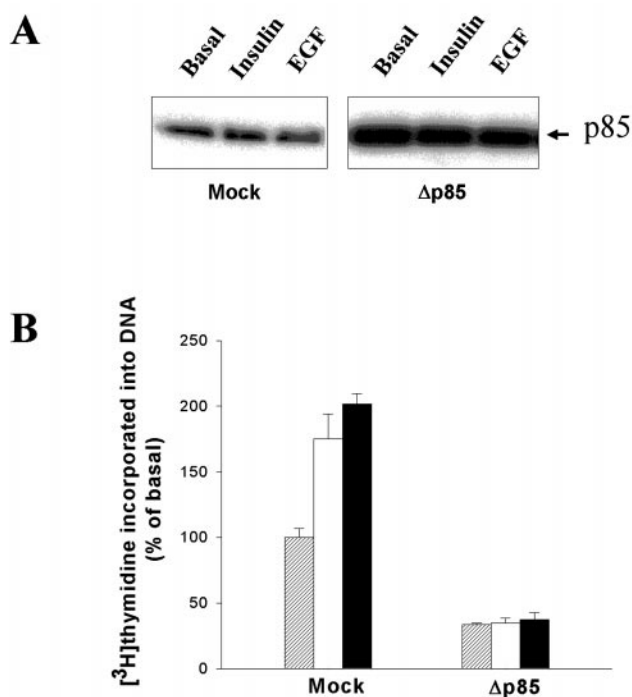 A
Basal Insulin EGF Basal Insulin EGF
p85
Mock Δp85
B
[³H]thymidine incorporated into DNA
(% of basal)
250
200
150
100
50
0
Mock Δp85